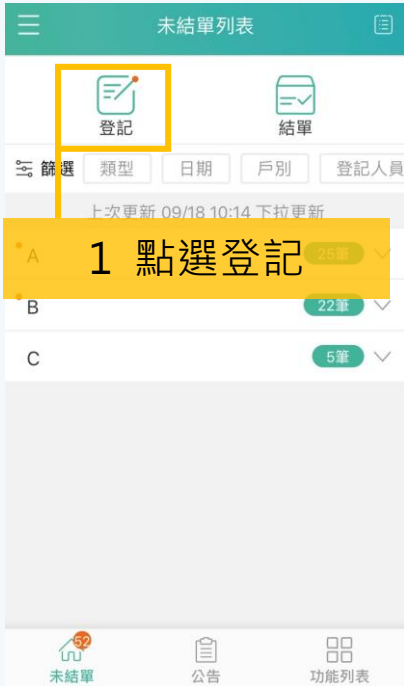 未結單列表
登記
結單
篩選 類型 日期 戶別 登記人員
上次更新 09/18 10:14 下拉更新
1 點選登記
A 25筆
B 22筆
C 5筆
52
未結單
公告
功能列表